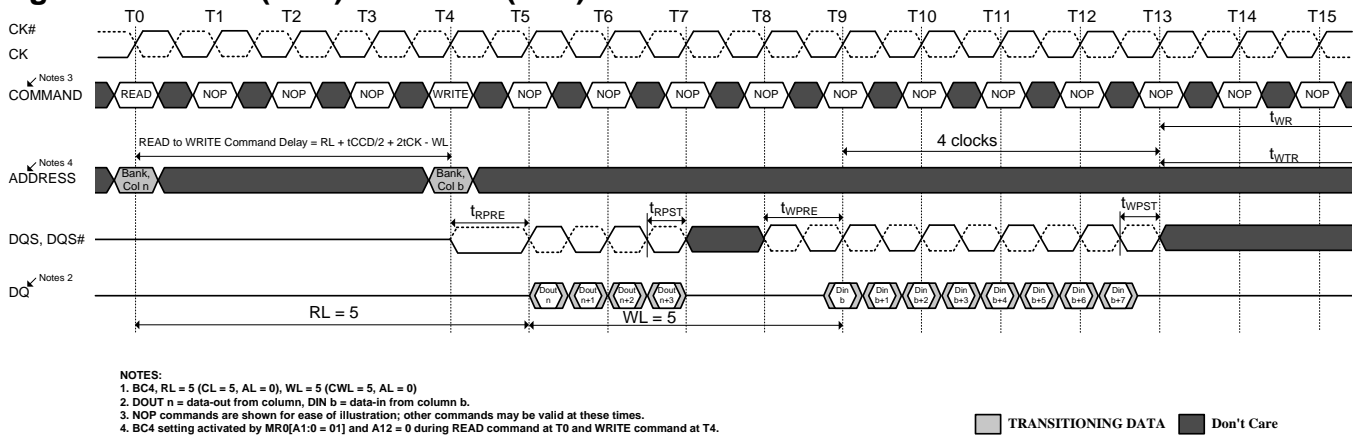 T0 T1 T2 T3 T4 T5 T6 T7 T8 T9 T10 T11 T12 T13 T14 T15
CK#
CK
Notes 3
COMMAND READ NOP NOP NOP WRITE NOP NOP NOP NOP NOP NOP NOP NOP NOP NOP NOP
READ to WRITE Command Delay = RL + tCCD/2 + 2tCK - WL
4 clocks
tWR
tWTR
Notes 4
ADDRESS
Bank, Col n
Bank, Col b
tRPRE tRPST tWPRE tWPST
DQS, DQS#
Notes 2
DQ
Dout n Dout n+1 Dout n+2 Dout n+3 Din b Din b+1 Din b+2 Din b+3 Din b+4 Din b+5 Din b+6 Din b+7
RL = 5 WL = 5
NOTES:
1. BC4, RL = 5 (CL = 5, AL = 0), WL = 5 (CWL = 5, AL = 0)
2. DOUT n = data-out from column, DIN b = data-in from column b.
3. NOP commands are shown for ease of illustration; other commands may be valid at these times.
4. BC4 setting activated by MR0[A1:0 = 01] and A12 = 0 during READ command at T0 and WRITE command at T4.
TRANSITIONING DATA Don't Care